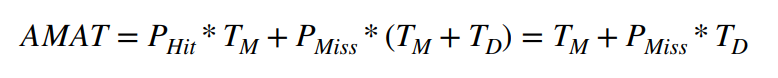 AMAT = P_Hit * T_M + P_Miss * (T_M + T_D) = T_M + P_Miss * T_D